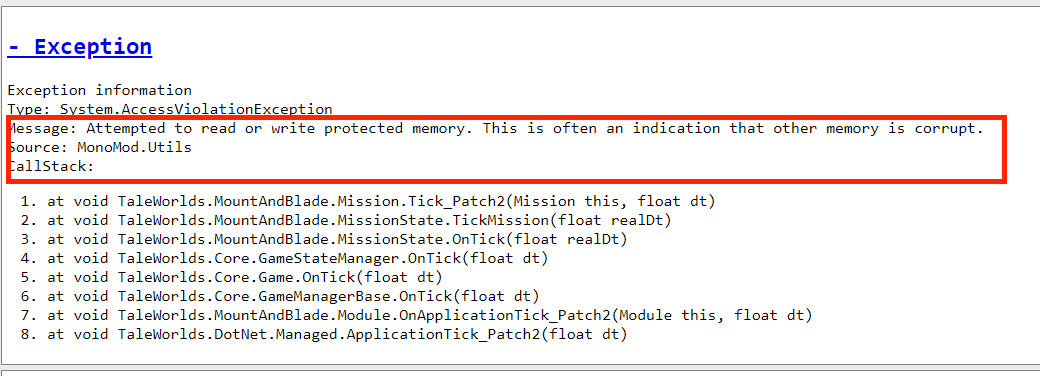 - Exception
Exception information
Type: System.AccessViolationException
Message: Attempted to read or write protected memory. This is often an indication that other memory is corrupt.
Source: MonoMod.Utils
CallStack:
1. at void TaleWorlds.MountAndBlade.Mission.Tick_Patch2(Mission this, float dt)
2. at void TaleWorlds.MountAndBlade.MissionState.TickMission(float realDt)
3. at void TaleWorlds.MountAndBlade.MissionState.OnTick(float realDt)
4. at void TaleWorlds.Core.GameStateManager.OnTick(float dt)
5. at void TaleWorlds.Core.Game.OnTick(float dt)
6. at void TaleWorlds.Core.GameManagerBase.OnTick(float dt)
7. at void TaleWorlds.MountAndBlade.Module.OnApplicationTick_Patch2(Module this, float dt)
8. at void TaleWorlds.DotNet.Managed.ApplicationTick_Patch2(float dt)